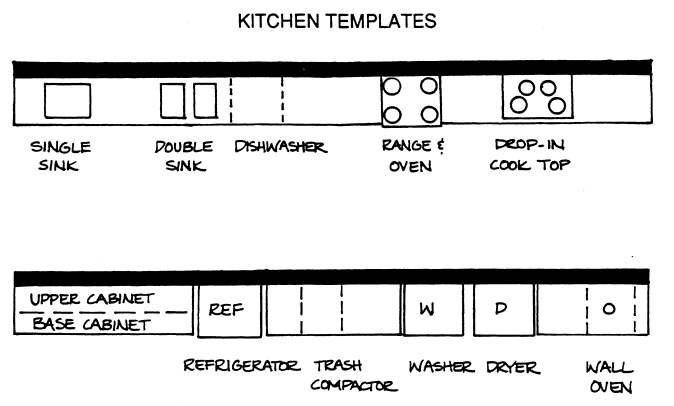 KITCHEN TEMPLATES
SINGLE
SINK
DOUBLE
SINK
DISHWASHER
RANGE &
OVEN
DROP-IN
COOK TOP
UPPER CABINET
BASE CABINET
REF
W
D
O
REFRIGERATOR
TRASH
COMPACTOR
WASHER
DRYER
WALL
OVEN